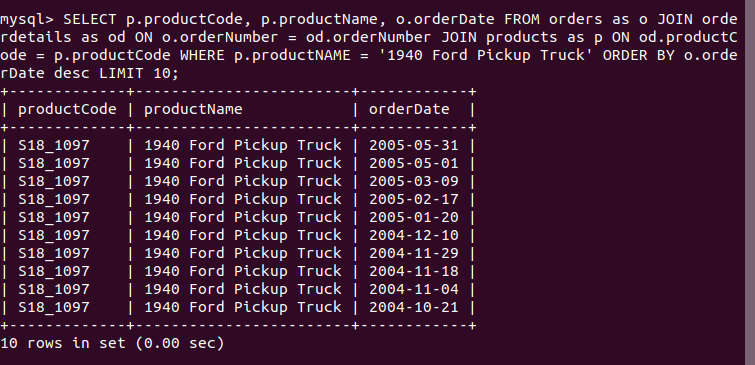 mysql> SELECT p.productCode, p.productName, o.orderDate FROM orders as o JOIN orde
rdetails as od ON o.orderNumber = od.orderNumber JOIN products as p ON od.productC
ode = p.productCode WHERE p.productNAME = '1940 Ford Pickup Truck' ORDER BY o.orde
rDate desc LIMIT 10;
+-------------+------------------------+------------+
| productCode | productName            | orderDate  |
+-------------+------------------------+------------+
| S18_1097    | 1940 Ford Pickup Truck | 2005-05-31 |
| S18_1097    | 1940 Ford Pickup Truck | 2005-05-01 |
| S18_1097    | 1940 Ford Pickup Truck | 2005-03-09 |
| S18_1097    | 1940 Ford Pickup Truck | 2005-02-17 |
| S18_1097    | 1940 Ford Pickup Truck | 2005-01-20 |
| S18_1097    | 1940 Ford Pickup Truck | 2004-12-10 |
| S18_1097    | 1940 Ford Pickup Truck | 2004-11-29 |
| S18_1097    | 1940 Ford Pickup Truck | 2004-11-18 |
| S18_1097    | 1940 Ford Pickup Truck | 2004-11-04 |
| S18_1097    | 1940 Ford Pickup Truck | 2004-10-21 |
+-------------+------------------------+------------+
10 rows in set (0.00 sec)